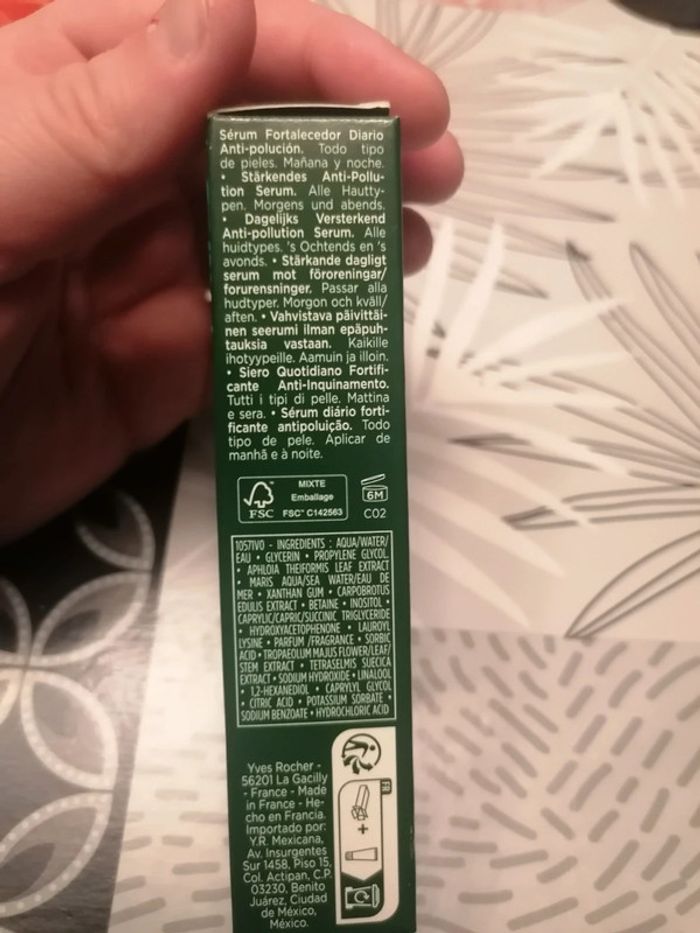 Sérum Fortalecedor Diario
Anti-polución. Todo tipo
de pieles. Mañana y noche.
• Stärkendes Anti-Pollu-
tion Serum. Alle Hautty-
pen. Morgens und abends.
• Dagelijks Versterkend
Anti-pollution Serum. Alle
huidtypes. 's Ochtends en 's
avonds. • Stärkande dagligt
serum mot föroreningar/
forurensninger. Passar alla
hudtyper. Morgon och kväll/
aften. • Vahvistava päivittäi-
nen seerumi ilman epäpuh-
tauksia vastaan. Kaikille
ihotyypeille. Aamuin ja illoin.
• Siero Quotidiano Fortifi-
cante Anti-Inquinamento.
Tutti i tipi di pelle. Mattina
e sera. • Sérum diário forti-
ficante antipoluição. Todo
tipo de pele. Aplicar de
manhã e à noite.
FSC
MIXTE
Emballage
FSC™ C142563
6M
C02
1057IVO - INGREDIENTS : AQUA/WATER/
EAU • GLYCERIN • PROPYLENE GLYCOL
• APHLOIA THEIFORMIS LEAF EXTRACT
• MARIS AQUA/SEA WATER/EAU DE
MER • XANTHAN GUM • CARPOBROTUS
EDULIS EXTRACT • BETAINE • INOSITOL •
CAPRYLIC/CAPRIC/SUCCINIC TRIGLYCERIDE
• HYDROXYACETOPHENONE • LAUROYL
LYSINE • PARFUM /FRAGRANCE • SORBIC
ACID • TROPAEOLUM MAJUS FLOWER/LEAF/
STEM EXTRACT • TETRASELMIS SUECICA
EXTRACT • SODIUM HYDROXIDE • LINALOOL
• 1,2-HEXANEDIOL • CAPRYLYL GLYCOL
• CITRIC ACID • POTASSIUM SORBATE •
SODIUM BENZOATE • HYDROCHLORIC ACID
Yves Rocher -
56201 La Gacilly
- France - Made
in France - He-
cho en Francia.
Importado por:
Y.R. Mexicana,
Av. Insurgentes
Sur 1458, Piso 15,
Col. Actipan, C.P.
03230, Benito
Juárez, Ciudad
de México,
México.
FR
+